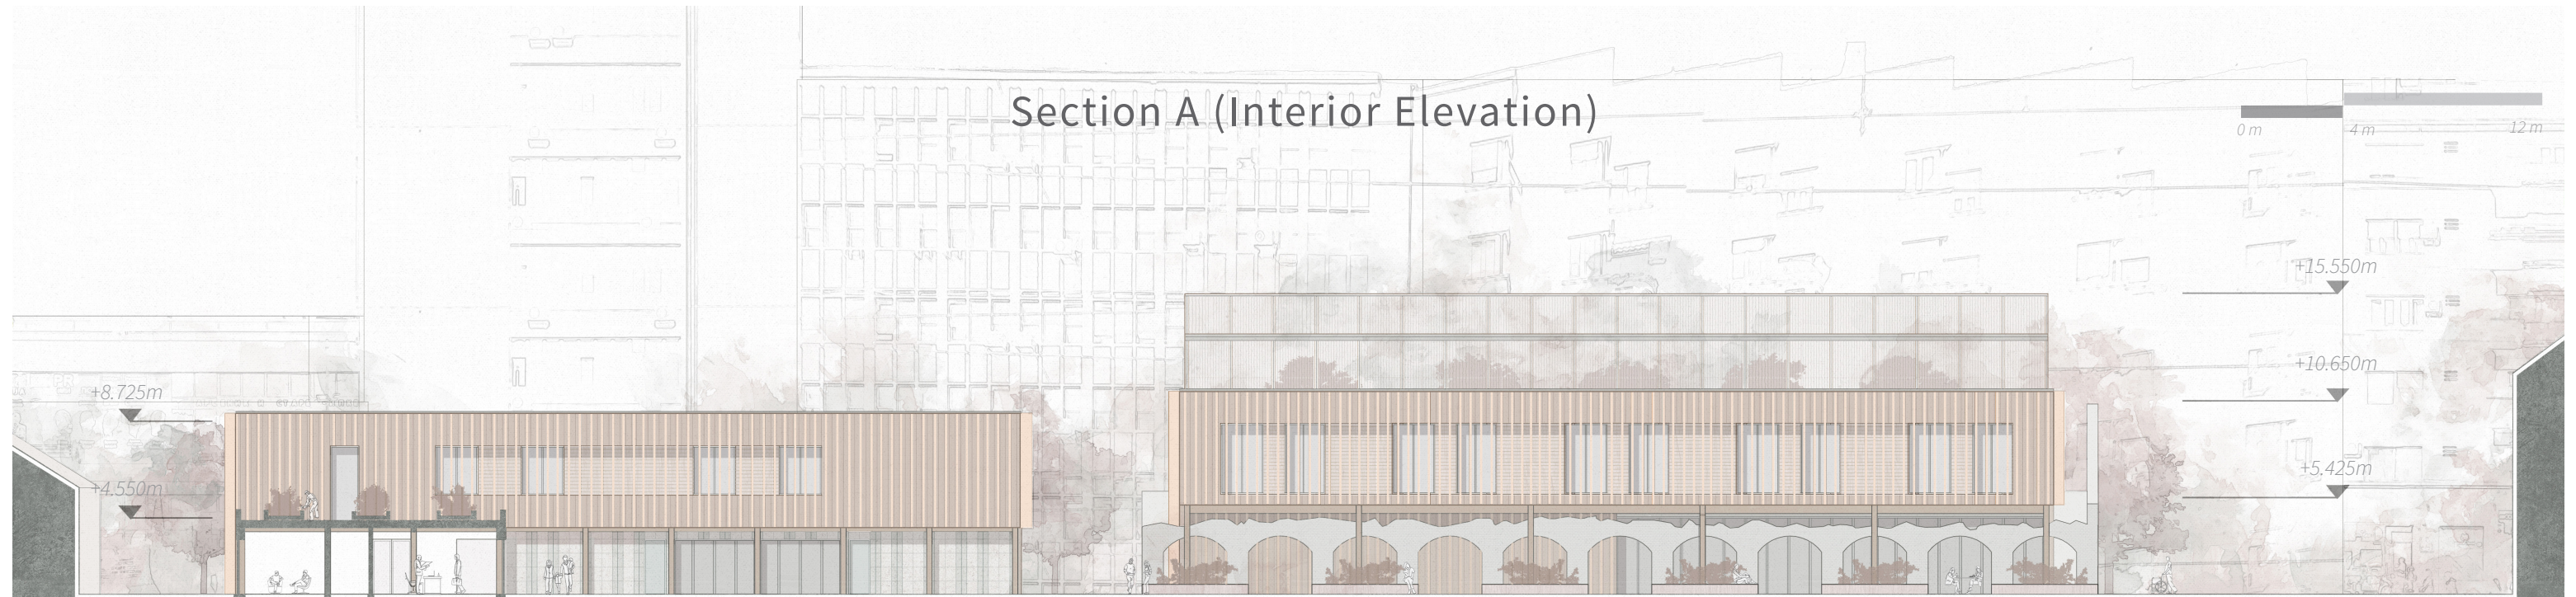 Section A (Interior Elevation)
0 m
4 m
12 m
+15.550m
+10.650m
+8.725m
+5.425m
+4.550m